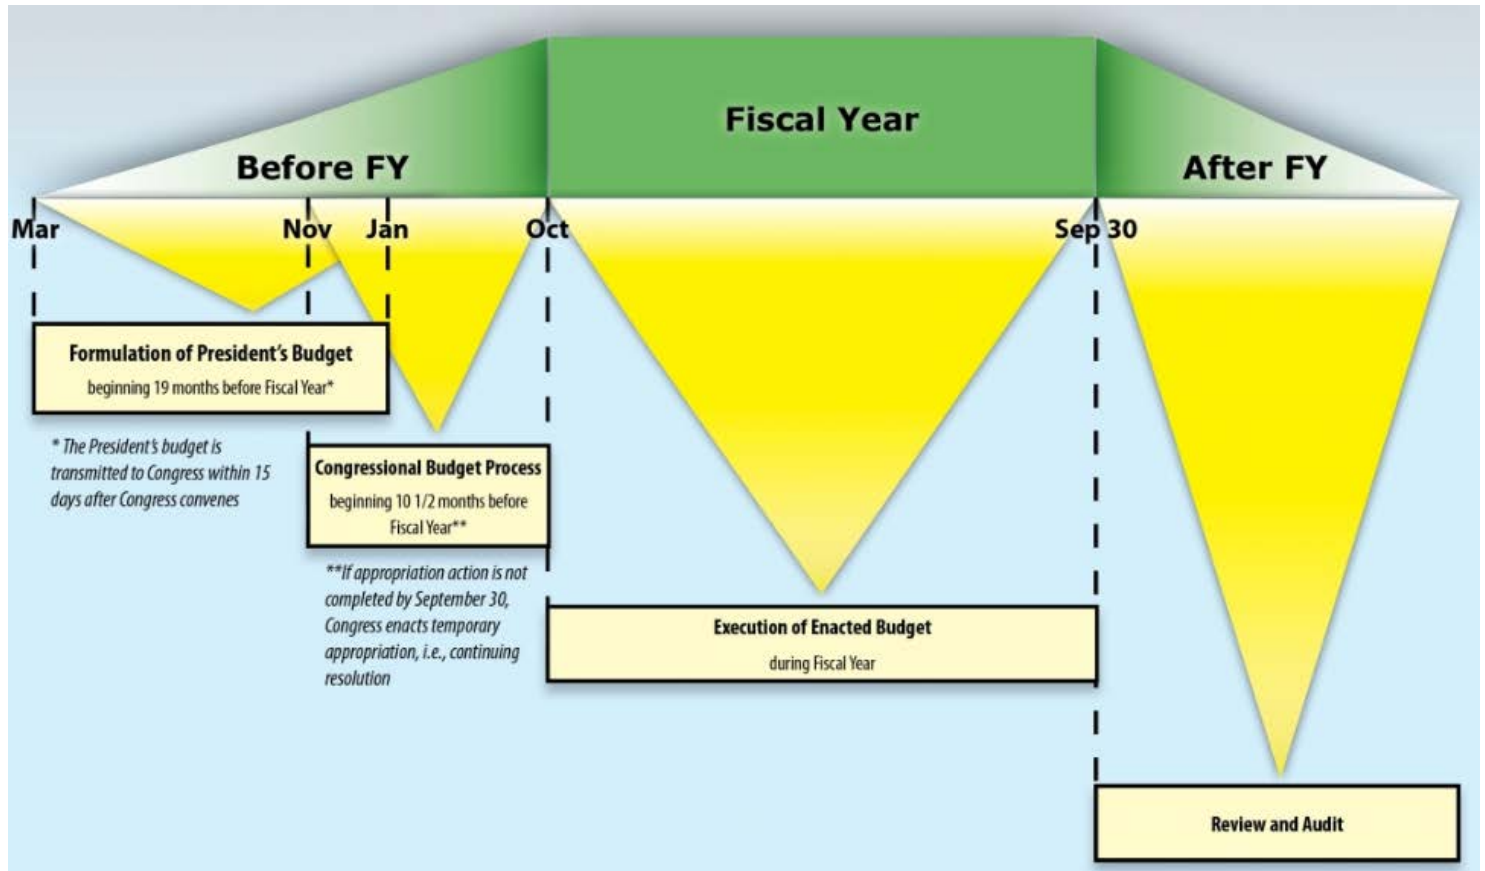 Fiscal Year
Before FY
After FY
Mar
Nov
Jan
Oct
Sep 30
Formulation of President's Budget
beginning 19 months before Fiscal Year*
* The President's budget is
transmitted to Congress within 15
days after Congress convenes
Congressional Budget Process
beginning 10 1/2 months before
Fiscal Year**
**If appropriation action is not
completed by September 30,
Congress enacts temporary
appropriation, i.e., continuing
resolution
Execution of Enacted Budget
during Fiscal Year
Review and Audit